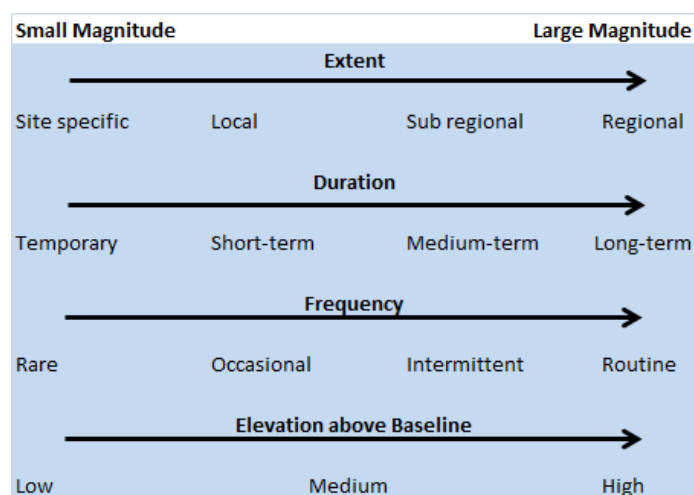 Small Magnitude Large Magnitude
Extent
Site specific Local Sub regional Regional
Duration
Temporary Short-term Medium-term Long-term
Frequency
Rare Occasional Intermittent Routine
Elevation above Baseline
Low Medium High